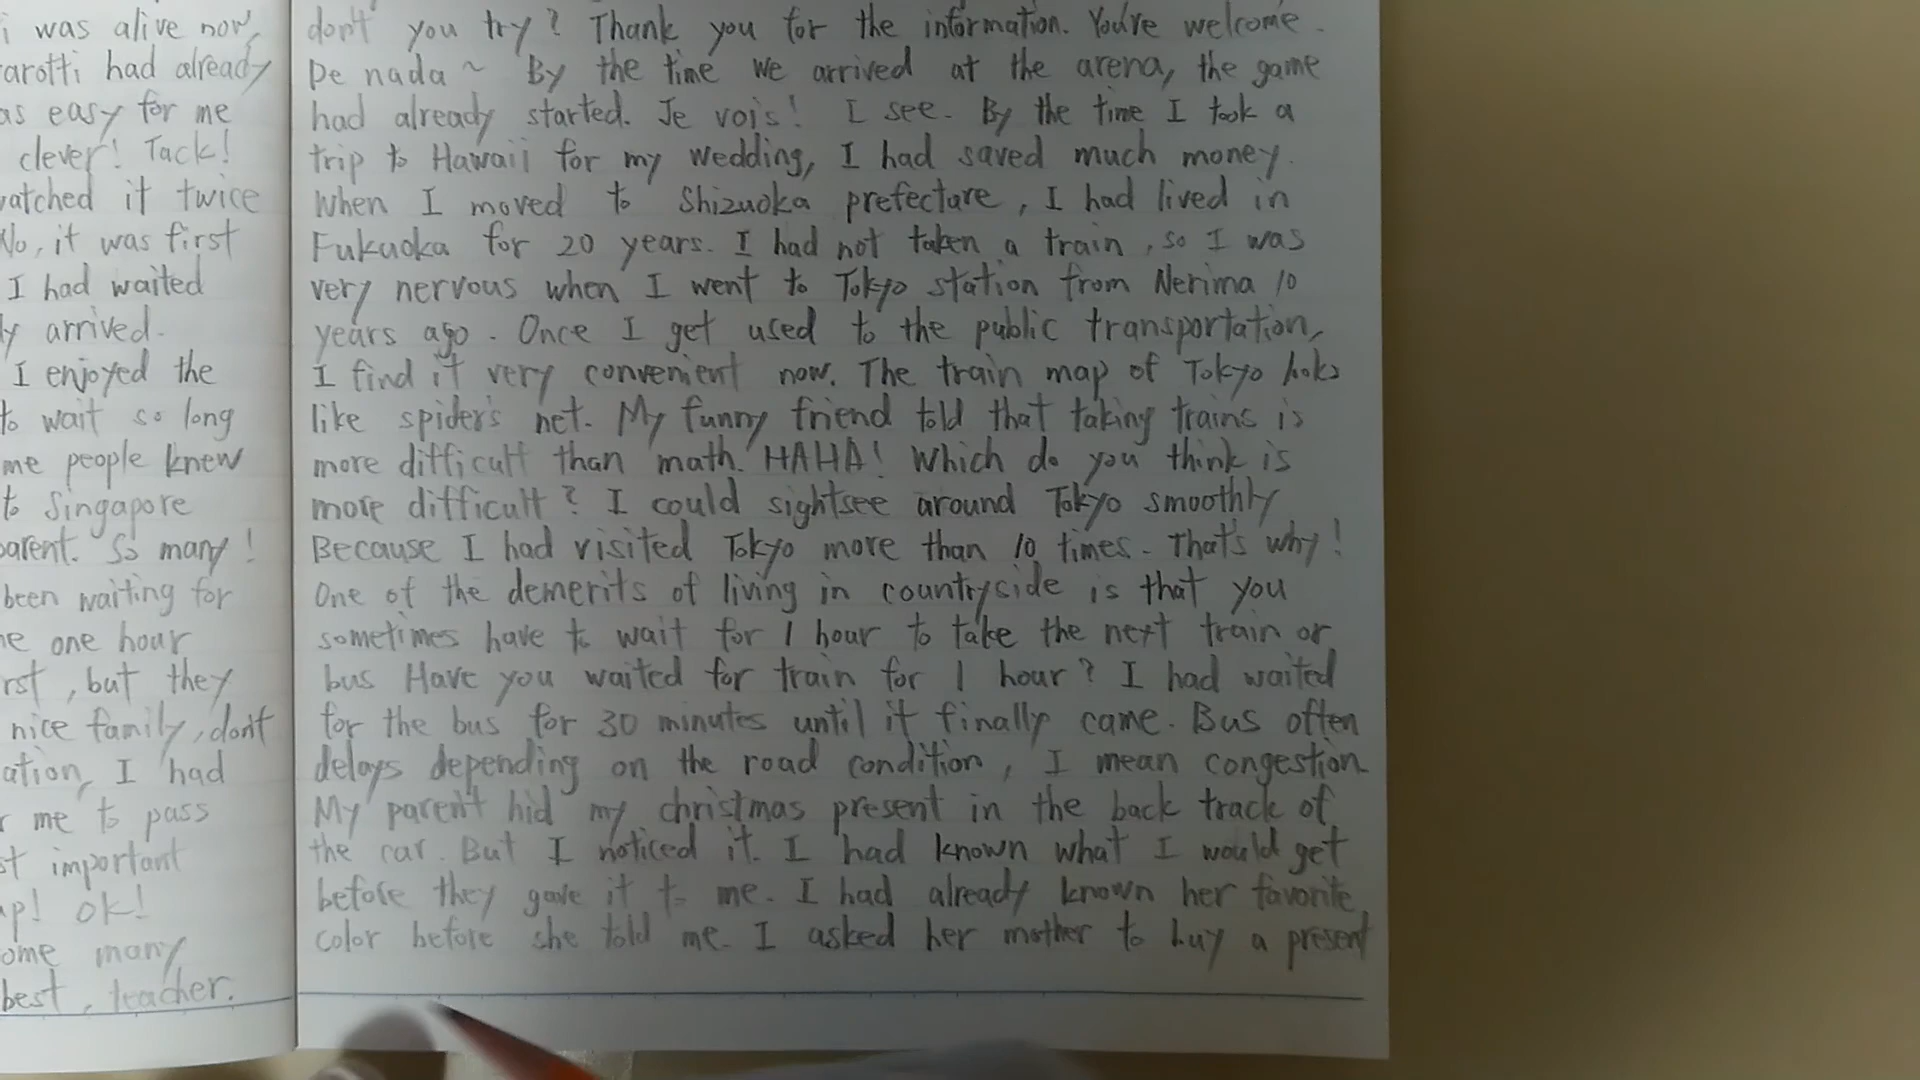 i was alive now,
arotti had already
as easy for me
clever! Tack!
watched it twice
No, it was first
I had waited
ly arrived.
I enjoyed the
to wait so long
me people knew
to Singapore
parent. So many!
been waiting for
ne one hour
rst, but they
nice family, don't
ation, I had
r me to pass
st important
up! OK!
ome many
best, teacher.
don't you try? Thank you for the information. You're welcome.
De nada ~ By the time we arrived at the arena, the game
had already started. Je vois! I see. By the time I took a
trip to Hawaii for my wedding, I had saved much money.
When I moved to Shizuoka prefecture, I had lived in
Fukuoka for 20 years. I had not taken a train, so I was
very nervous when I went to Tokyo station from Nerima 10
years ago. Once I get used to the public transportation,
I find it very convenient now. The train map of Tokyo looks
like spider's net. My funny friend told that taking trains is
more difficult than math. HAHA! Which do you think is
more difficult? I could sightsee around Tokyo smoothly
Because I had visited Tokyo more than 10 times. That's why!
One of the demerits of living in countryside is that you
sometimes have to wait for 1 hour to take the next train or
bus Have you waited for train for 1 hour? I had waited
for the bus for 30 minutes until it finally came. Bus often
delays depending on the road condition, I mean congestion.
My parent hid my christmas present in the back track of
the car. But I noticed it. I had known what I would get
before they gave it to me. I had already known her favorite
color before she told me. I asked her mother to buy a present